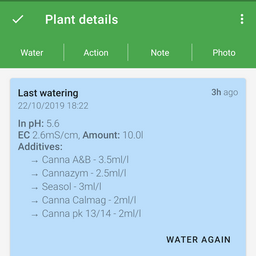 Plant details
Water Action Note Photo
Last watering 3h ago
22/10/2019 18:22
In pH: 5.6
EC 2.6mS/cm, Amount: 10.0l
Additives:
→ Canna A&B - 3.5ml/l
→ Cannazym - 2.5ml/l
→ Seasol - 3ml/l
→ Canna Calmag - 2ml/l
→ Canna pk 13/14 - 2ml/l
WATER AGAIN